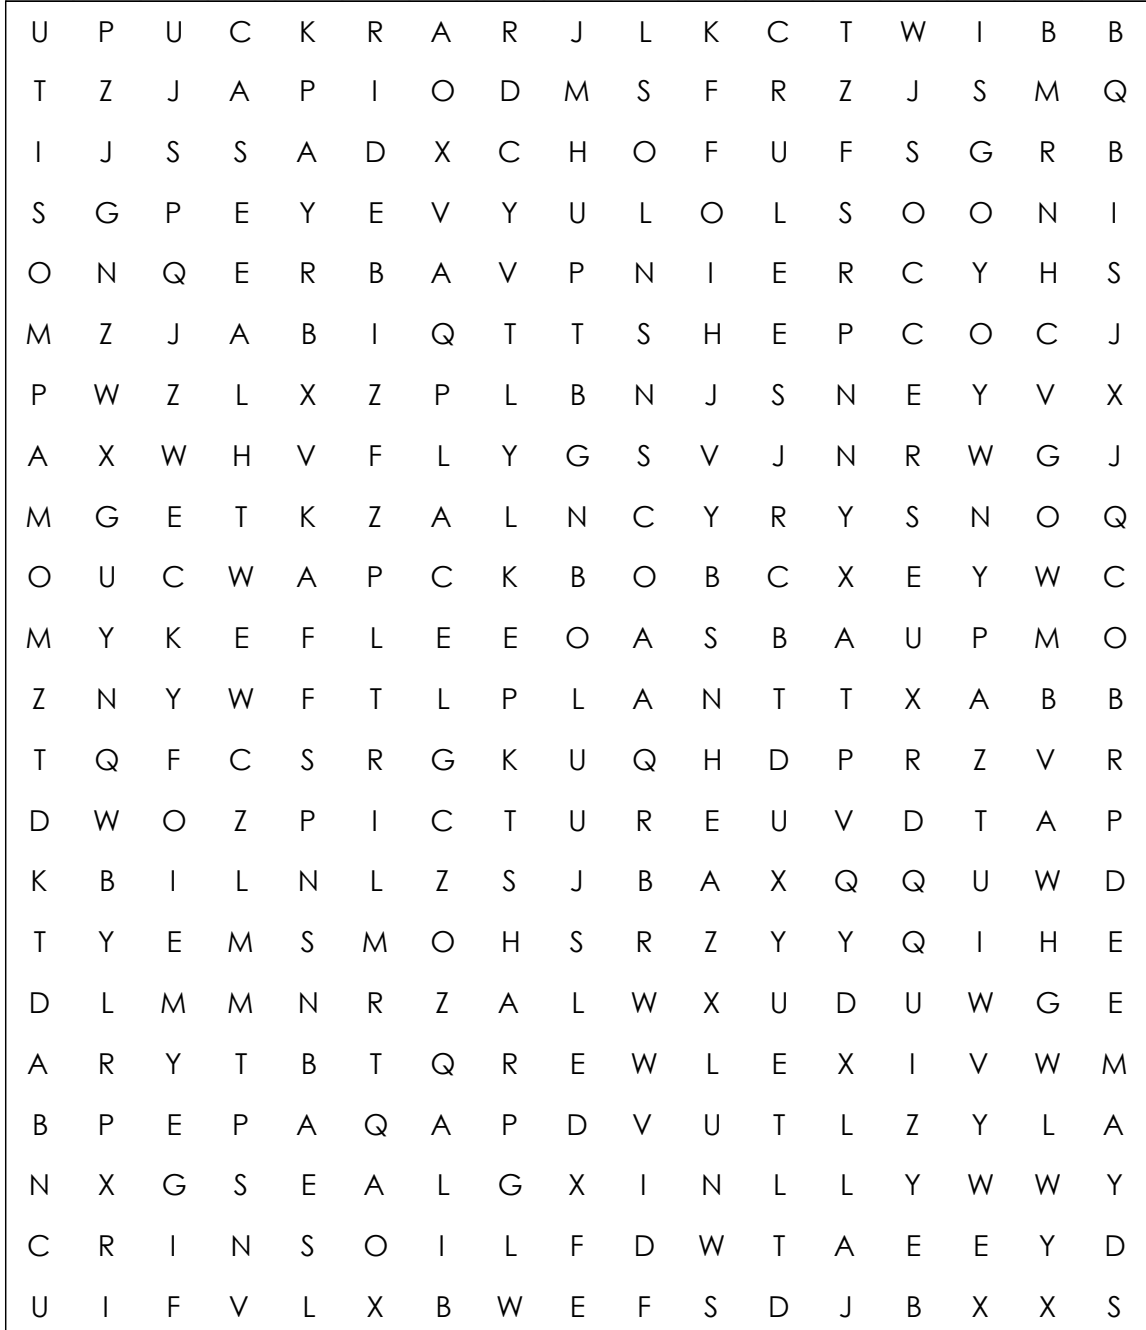 U P U C K R A R J L K C T W I B B
T Z J A P I O D M S F R Z J S M Q
I J S S A D X C H O F U F S G R B
S G P E Y E V Y U L O L S O O N I
O N Q E R B A V P N I E R C Y H S
M Z J A B I Q T T S H E P C O C J
P W Z L X Z P L B N J S N E Y V X
A X W H V F L Y G S V J N R W G J
M G E T K Z A L N C Y R Y S N O Q
O U C W A P C K B O B C X E Y W C
M Y K E F L E E O A S B A U P M O
Z N Y W F T L P L A N T T X A B B
T Q F C S R G K U Q H D P R Z V R
D W O Z P I C T U R E U V D T A P
K B I L N L Z S J B A X Q Q U W D
T Y E M S M O H S R Z Y Y Q I H E
D L M M N R Z A L W X U D U W G E
A R Y T B T Q R E W L E X I V W M
B P E P A Q A P D V U T L Z Y L A
N X G S E A L G X I N L L Y W W Y
C R I N S O I L F D W T A E E Y D
U I F V L X B W E F S D J B X X S